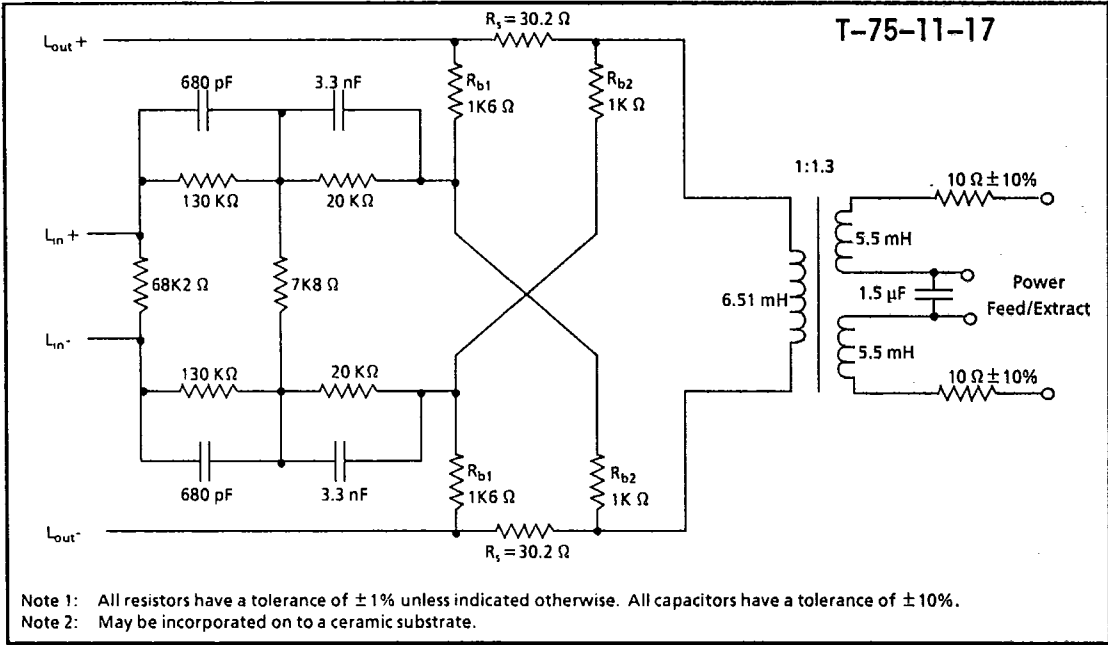 T-75-11-17
Rs = 30.2 Ω
Lout +
680 pF
3.3 nF
Rb1
1K6 Ω
Rb2
1K Ω
130 KΩ
20 KΩ
1:1.3
10 Ω ± 10%
Lin +
68K2 Ω
7K8 Ω
5.5 mH
6.51 mH
1.5 μF
Power
Feed/Extract
Lin-
130 KΩ
20 KΩ
5.5 mH
10 Ω ± 10%
680 pF
3.3 nF
Rb1
1K6 Ω
Rb2
1K Ω
Lout-
Rs = 30.2 Ω
Note 1: All resistors have a tolerance of ±1% unless indicated otherwise. All capacitors have a tolerance of ±10%.
Note 2: May be incorporated on to a ceramic substrate.